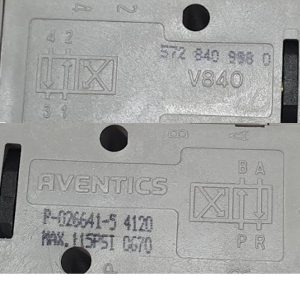 4 2
572 840 998 0
V840
3 1
AVENTICS
B A
P-026641-5 4120
MAX.115PSI 0670
P R